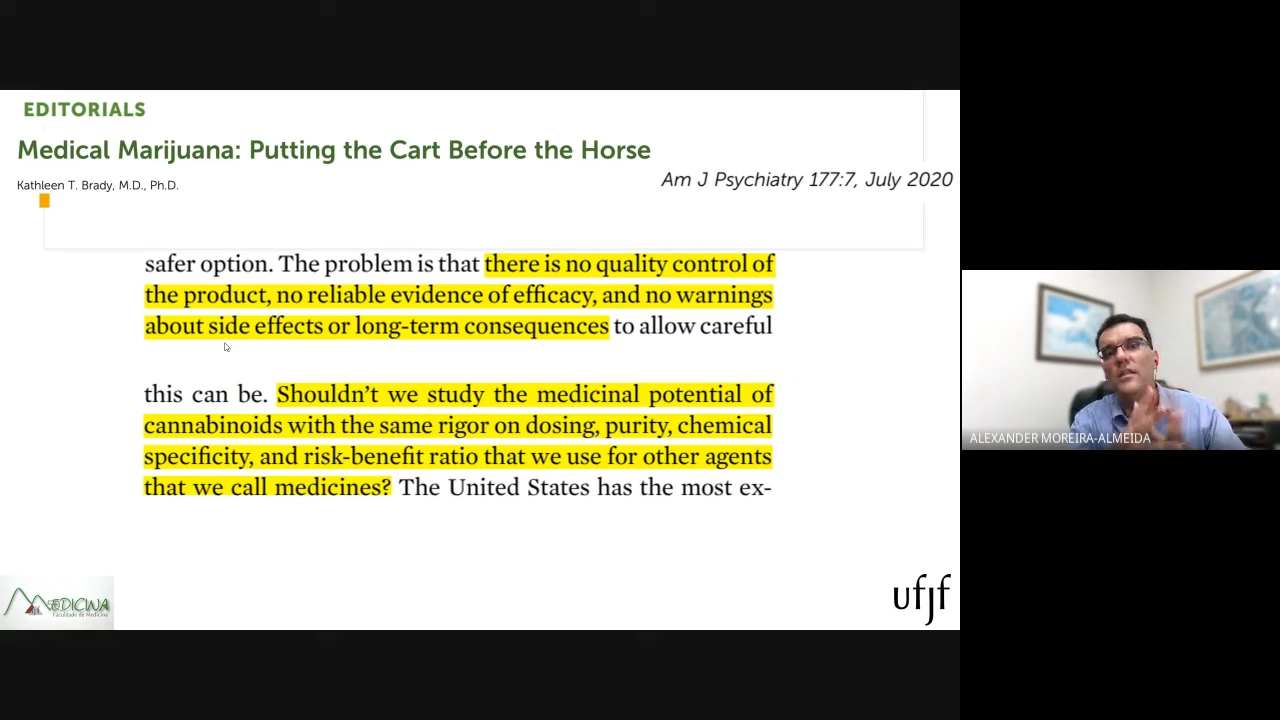 EDITORIALS
Medical Marijuana: Putting the Cart Before the Horse
Kathleen T. Brady, M.D., Ph.D.
Am J Psychiatry 177:7, July 2020
safer option. The problem is that there is no quality control of
the product, no reliable evidence of efficacy, and no warnings
about side effects or long-term consequences to allow careful
this can be. Shouldn’t we study the medicinal potential of
cannabinoids with the same rigor on dosing, purity, chemical
specificity, and risk-benefit ratio that we use for other agents
that we call medicines? The United States has the most ex-
Faculdade de Medicina
ufjf
ALEXANDER MOREIRA-ALMEIDA